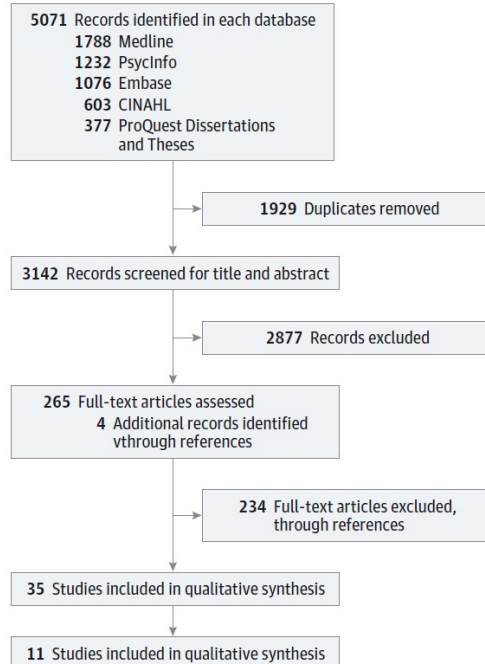 5071 Records identified in each database
1788 Medline
1232 PsycInfo
1076 Embase
603 CINAHL
377 ProQuest Dissertations
and Theses
1929 Duplicates removed
3142 Records screened for title and abstract
2877 Records excluded
265 Full-text articles assessed
4 Additional records identified
vthrough references
234 Full-text articles excluded,
through references
35 Studies included in qualitative synthesis
11 Studies included in qualitative synthesis